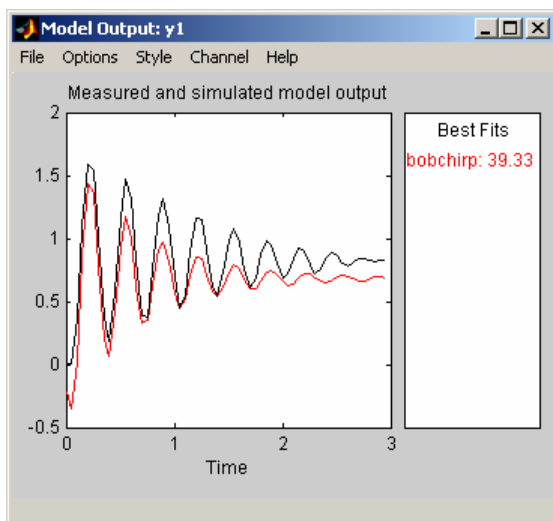 Model Output: y1
File Options Style Channel Help
Measured and simulated model output
2
1.5
1
0.5
0
-0.5
0 1 2 3
Time
Best Fits
bobchirp: 39.33